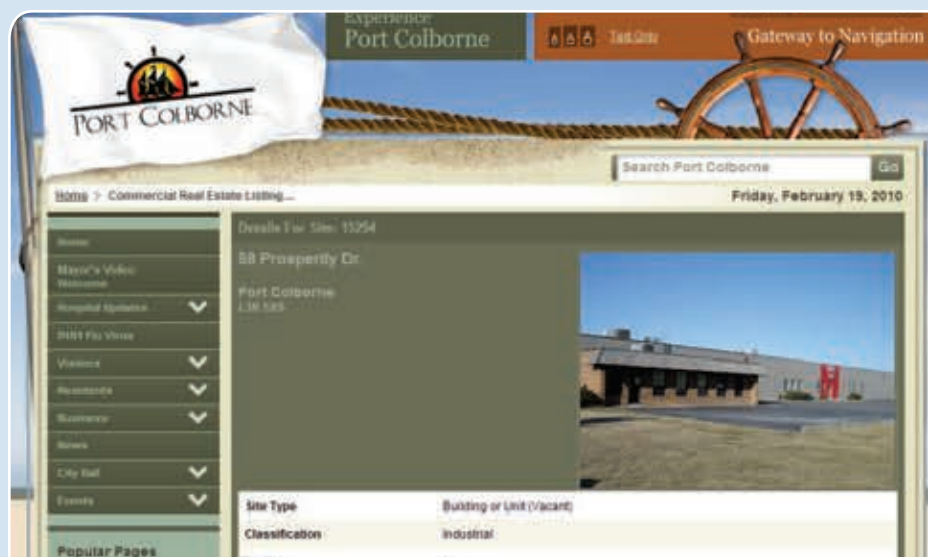 Experience
Port Colborne
Text Only
Gateway to Navigation
PORT COLBORNE
Search Port Colborne
Go
Home > Commercial Real Estate Listing...
Friday, February 19, 2010
Details For Site: 15254
Home
58 Prosperity Dr.
Mayor's Video
Welcome
Port Colborne
Hospital Updates
H1N1 Flu Virus
Visitors
Residents
Business
News
City Hall
Events
Site Type
Building or Unit (Vacant)
Classification
Industrial
Popular Pages